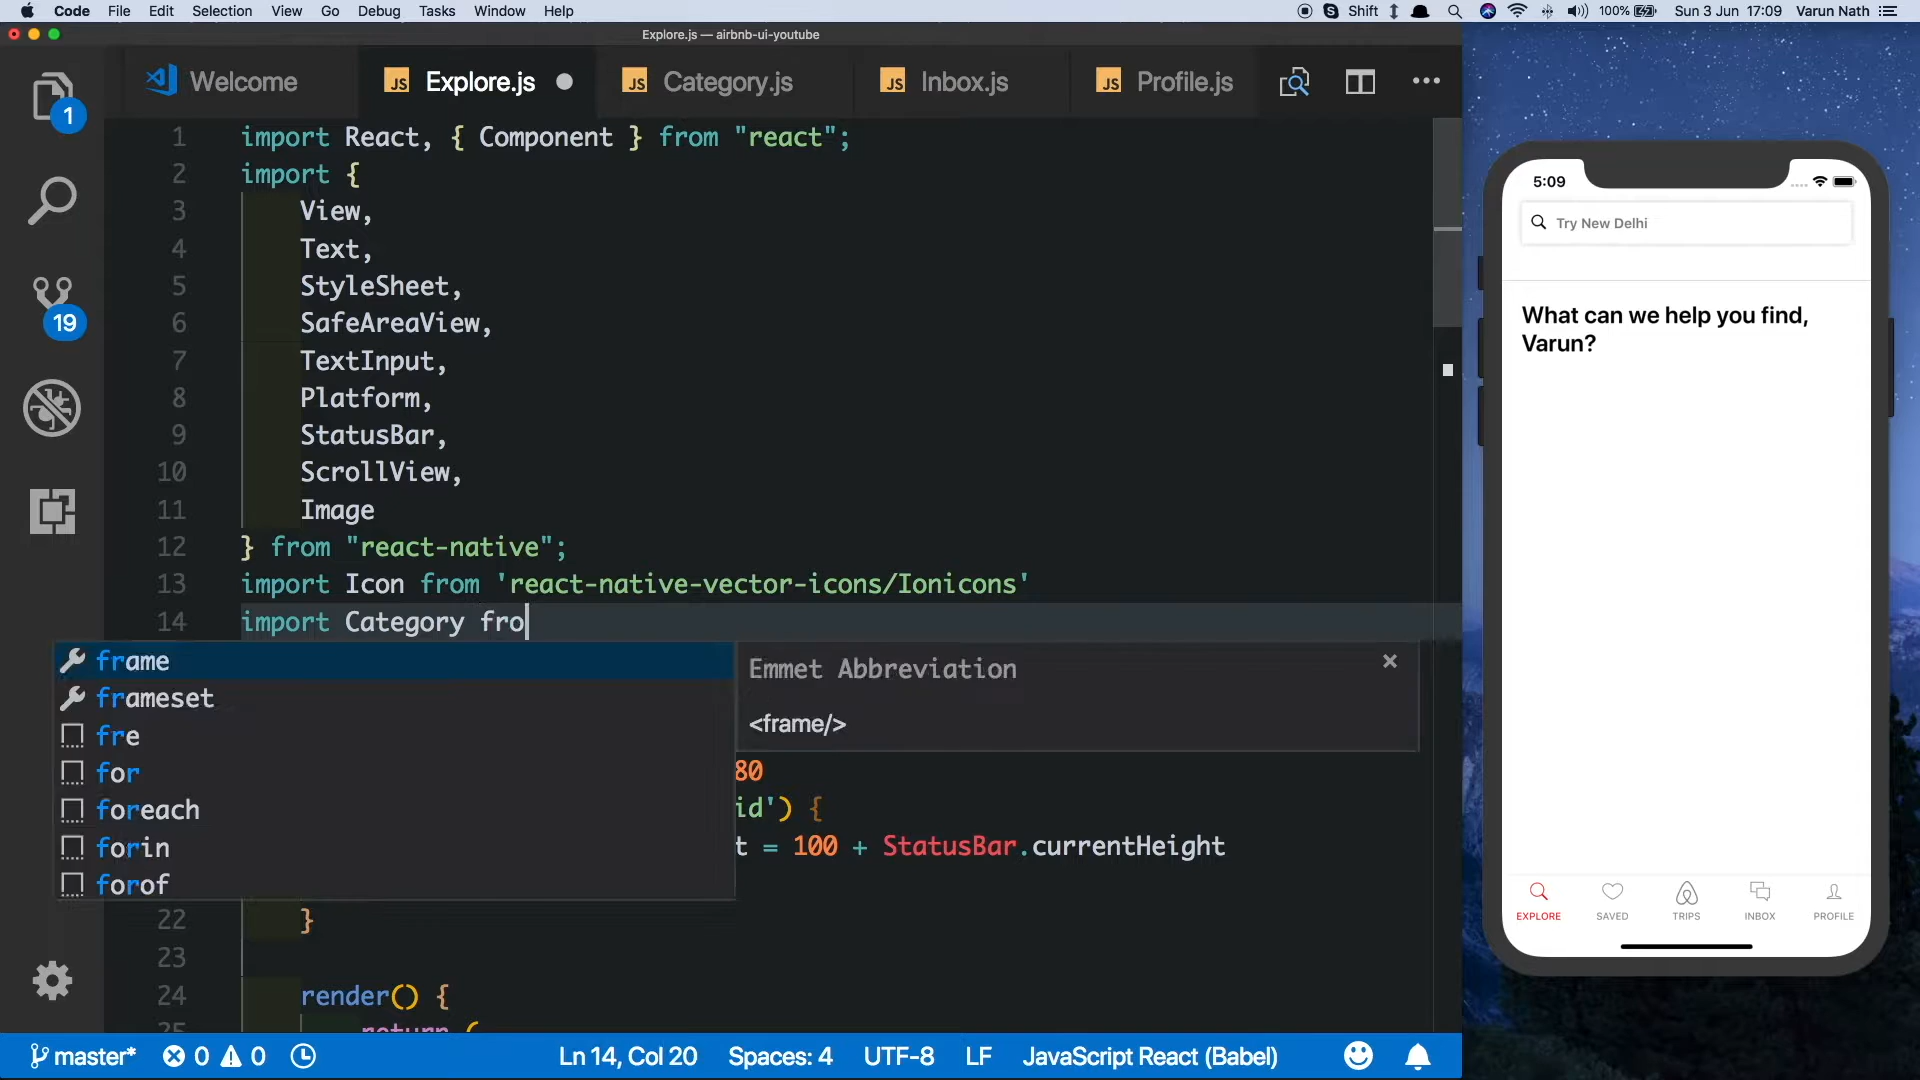 Code File Edit Selection View Go Debug Tasks Window Help
Shift 100% Sun 3 Jun 17:09 Varun Nath
Explore.js — airbnb-ui-youtube
Welcome
JS Explore.js
JS Category.js
JS Inbox.js
JS Profile.js
1
19
1 import React, { Component } from "react";
2 import {
3 View,
4 Text,
5 StyleSheet,
6 SafeAreaView,
7 TextInput,
8 Platform,
9 StatusBar,
10 ScrollView,
11 Image
12 } from "react-native";
13 import Icon from 'react-native-vector-icons/Ionicons'
14 import Category fro
frame
frameset
fre
for
foreach
forin
forof
Emmet Abbreviation ×
<frame/>
80
id') {
t = 100 + StatusBar.currentHeight
22 }
23
24 render() {
25 return (
master* 0 0 Ln 14, Col 20 Spaces: 4 UTF-8 LF JavaScript React (Babel)
5:09
Try New Delhi
What can we help you find,
Varun?
EXPLORE SAVED TRIPS INBOX PROFILE